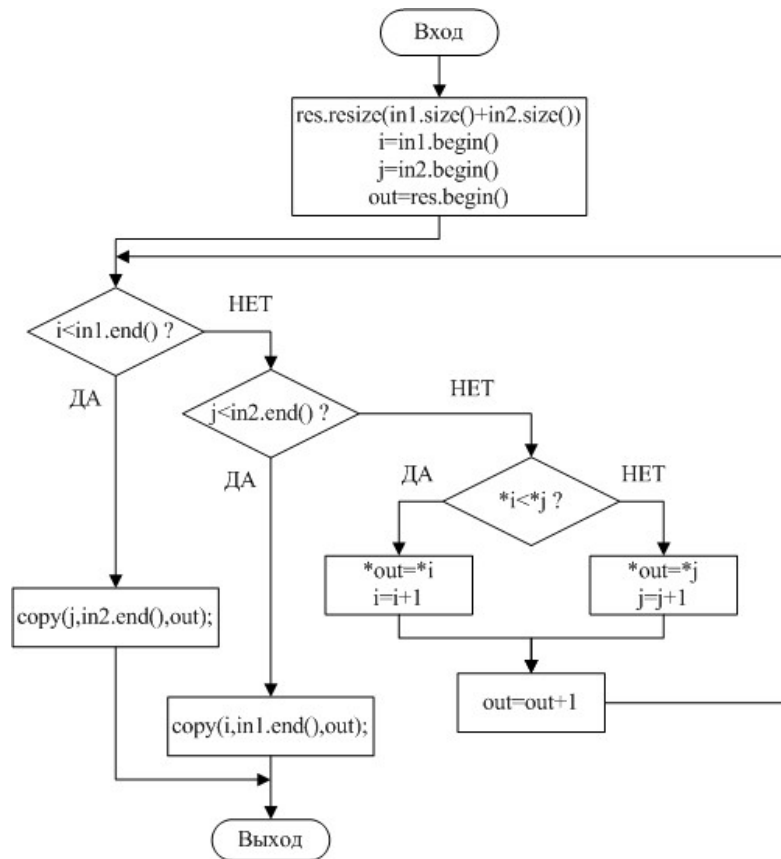 Вход
res.resize(in1.size()+in2.size())
i=in1.begin()
j=in2.begin()
out=res.begin()
i<in1.end() ?
НЕТ
ДА
j<in2.end() ?
НЕТ
ДА
*i<*j ?
ДА
НЕТ
*out=*i
i=i+1
*out=*j
j=j+1
copy(j,in2.end(),out);
out=out+1
copy(i,in1.end(),out);
Выход